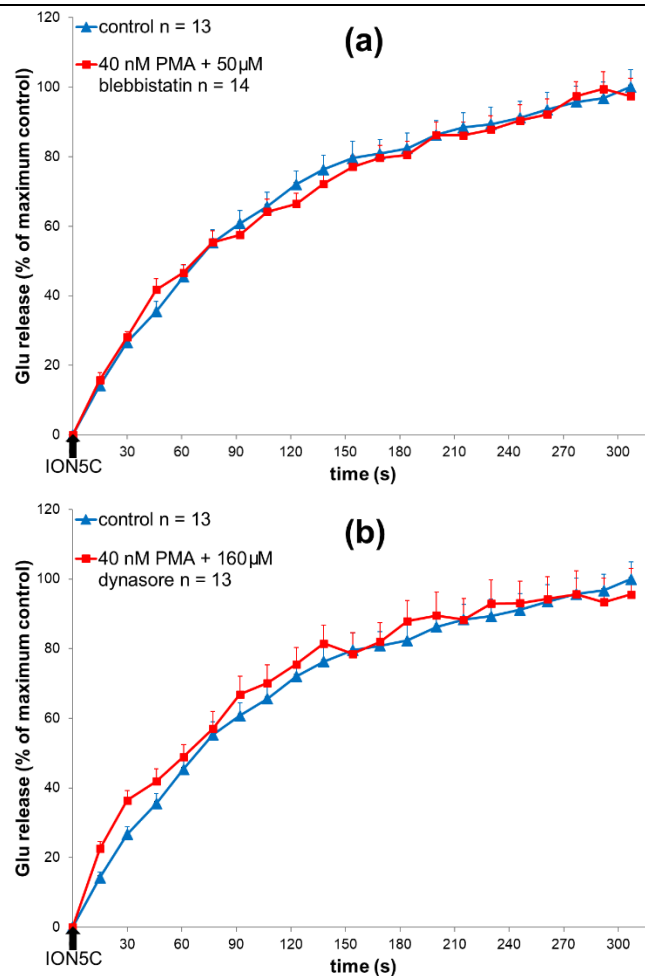 120
100
80
60
40
20
0
Glu release (% of maximum control)
control n = 13
40 nM PMA + 50µM
blebbistatin n = 14
(a)
30 60 90 120 150 180 210 240 270 300
ION5C
time (s)
120
100
80
60
40
20
0
Glu release (% of maximum control)
control n = 13
40 nM PMA + 160µM
dynasore n = 13
(b)
30 60 90 120 150 180 210 240 270 300
ION5C
time (s)